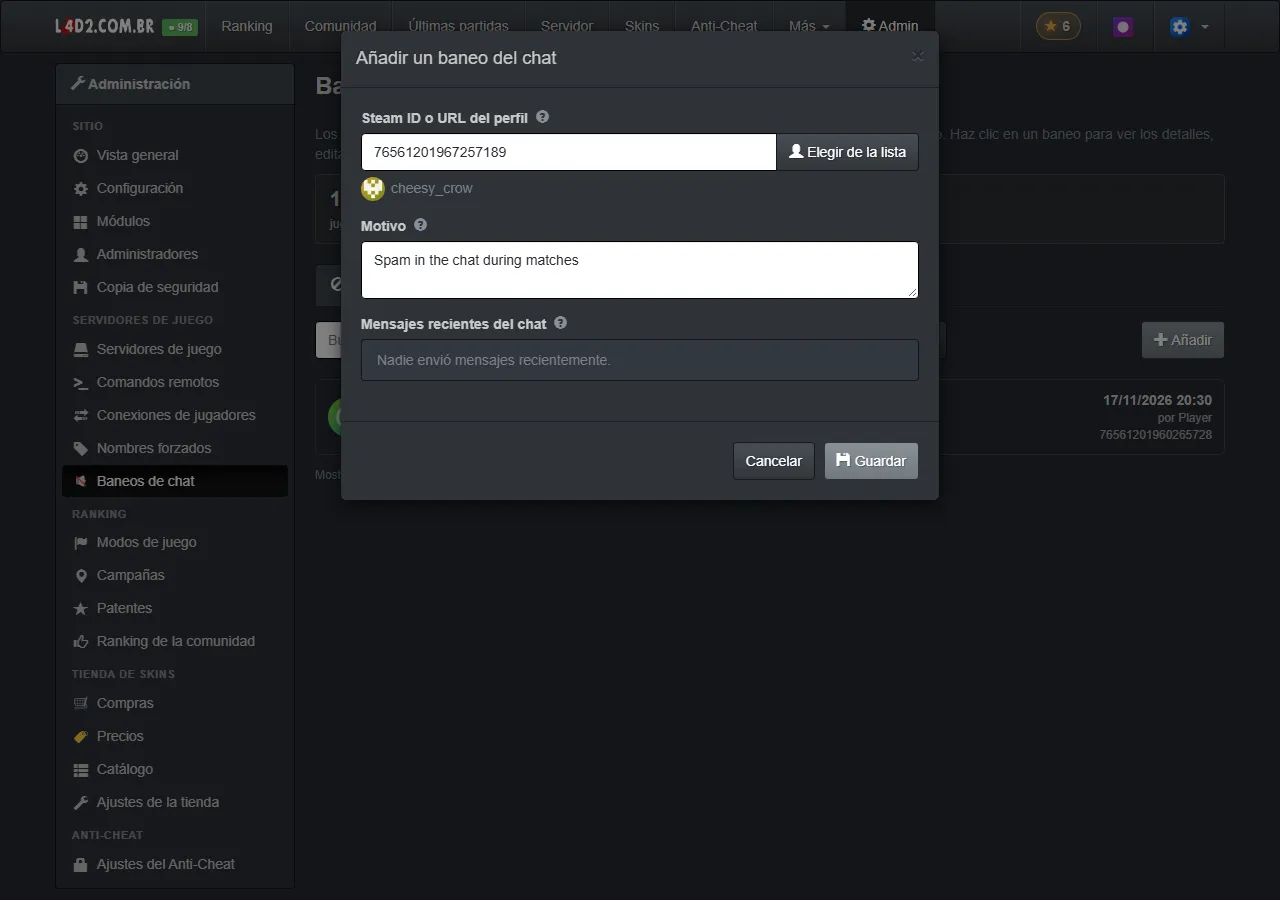 L4D2.COM.BR
9/8
Ranking
Comunidad
Últimas partidas
Servidor
Skins
Anti-Cheat
Más
Admin
6
Administración
SITIO
Vista general
Configuración
Módulos
Administradores
Copia de seguridad
SERVIDORES DE JUEGO
Servidores de juego
Comandos remotos
Conexiones de jugadores
Nombres forzados
Baneos de chat
RANKING
Modos de juego
Campañas
Patentes
Ranking de la comunidad
TIENDA DE SKINS
Compras
Precios
Catálogo
Ajustes de la tienda
ANTI-CHEAT
Ajustes del Anti-Cheat
Ba
Los
o. Haz clic en un baneo para ver los detalles,
edita
1
Bu
Añadir
17/11/2026 20:30
por Player
76561201960265728
Most
Añadir un baneo del chat
Steam ID o URL del perfil
76561201967257189
Elegir de la lista
cheesy_crow
Motivo
Spam in the chat during matches
Mensajes recientes del chat
Nadie envió mensajes recientemente.
Cancelar
Guardar